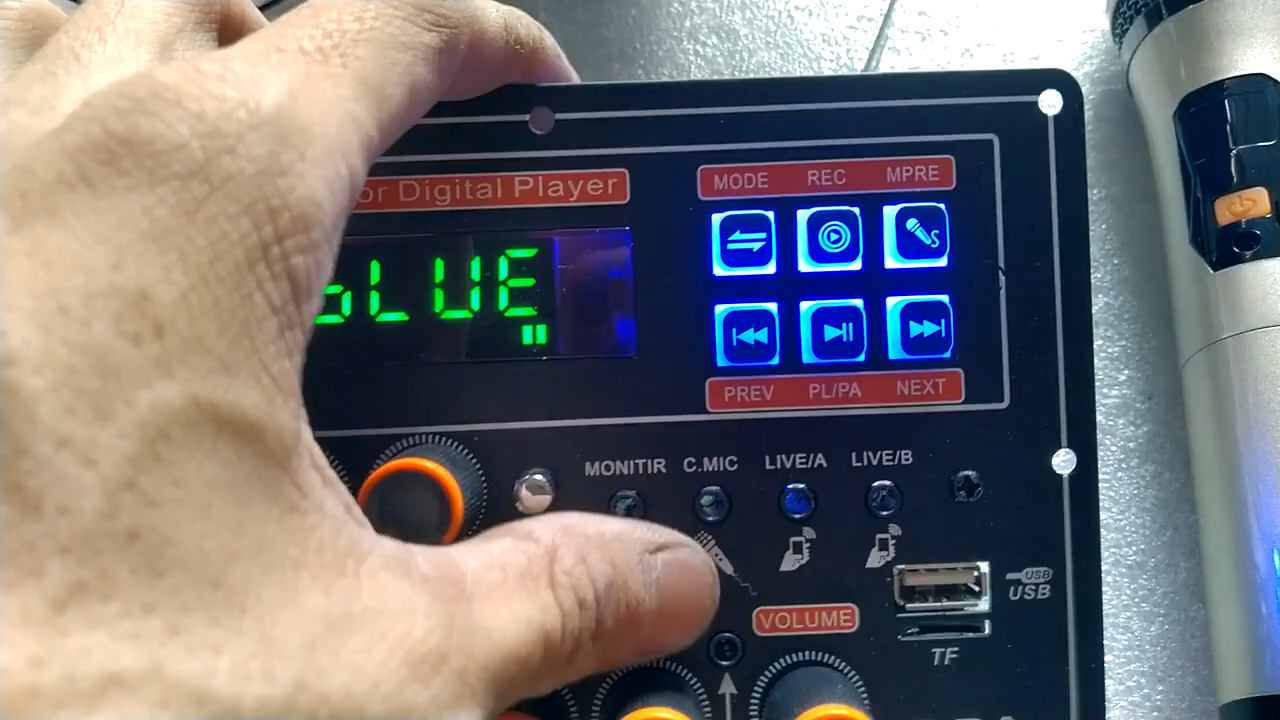 or Digital Player
MODE REC MPRE
bLUE
PREV PL/PA NEXT
MONITIR C.MIC LIVE/A LIVE/B
USB
USB
VOLUME
TF